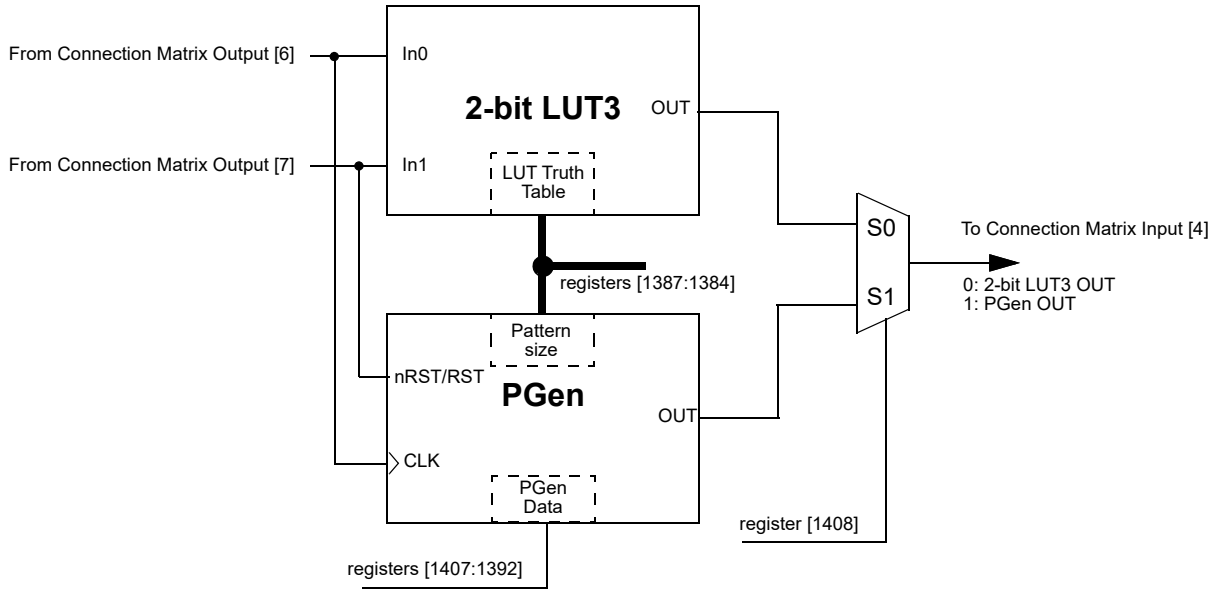 From Connection Matrix Output [6]
In0
2-bit LUT3
OUT
From Connection Matrix Output [7]
In1
LUT Truth
Table
S0
To Connection Matrix Input [4]
0: 2-bit LUT3 OUT
1: PGen OUT
registers [1387:1384]
S1
Pattern
size
nRST/RST
PGen
OUT
CLK
PGen
Data
register [1408]
registers [1407:1392]